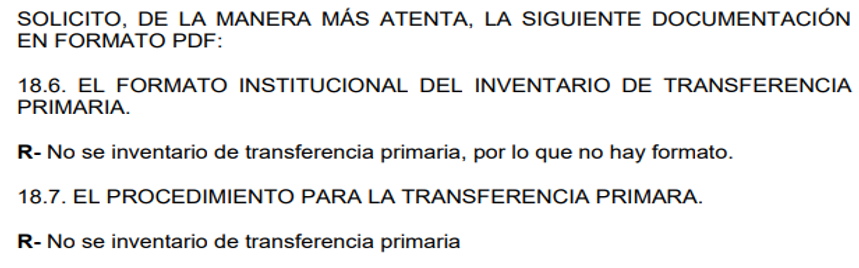 SOLICITO, DE LA MANERA MÁS ATENTA, LA SIGUIENTE DOCUMENTACIÓN
EN FORMATO PDF:
18.6. EL FORMATO INSTITUCIONAL DEL INVENTARIO DE TRANSFERENCIA
PRIMARIA.
R- No se inventario de transferencia primaria, por lo que no hay formato.
18.7. EL PROCEDIMIENTO PARA LA TRANSFERENCIA PRIMARA.
R- No se inventario de transferencia primaria